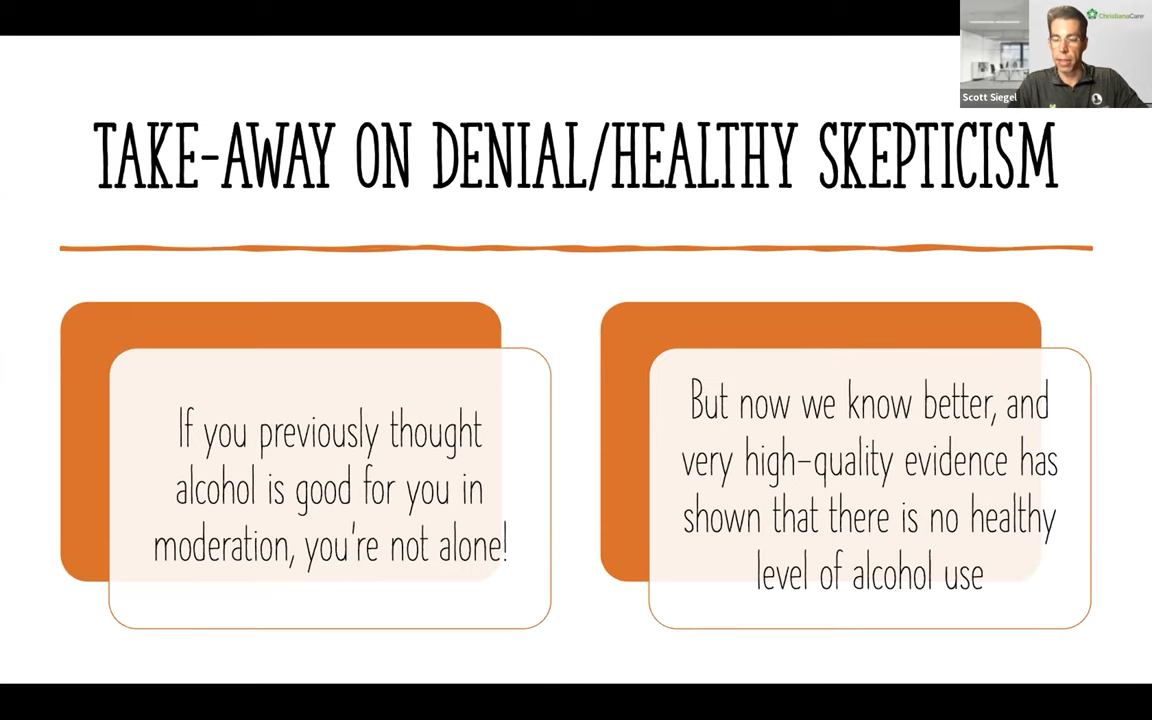 ChristianaCare
Scott Siegel
TAKE-AWAY ON DENIAL/HEALTHY SKEPTICISM
If you previously thought
alcohol is good for you in
moderation, you're not alone!
But now we know better, and
very high-quality evidence has
shown that there is no healthy
level of alcohol use